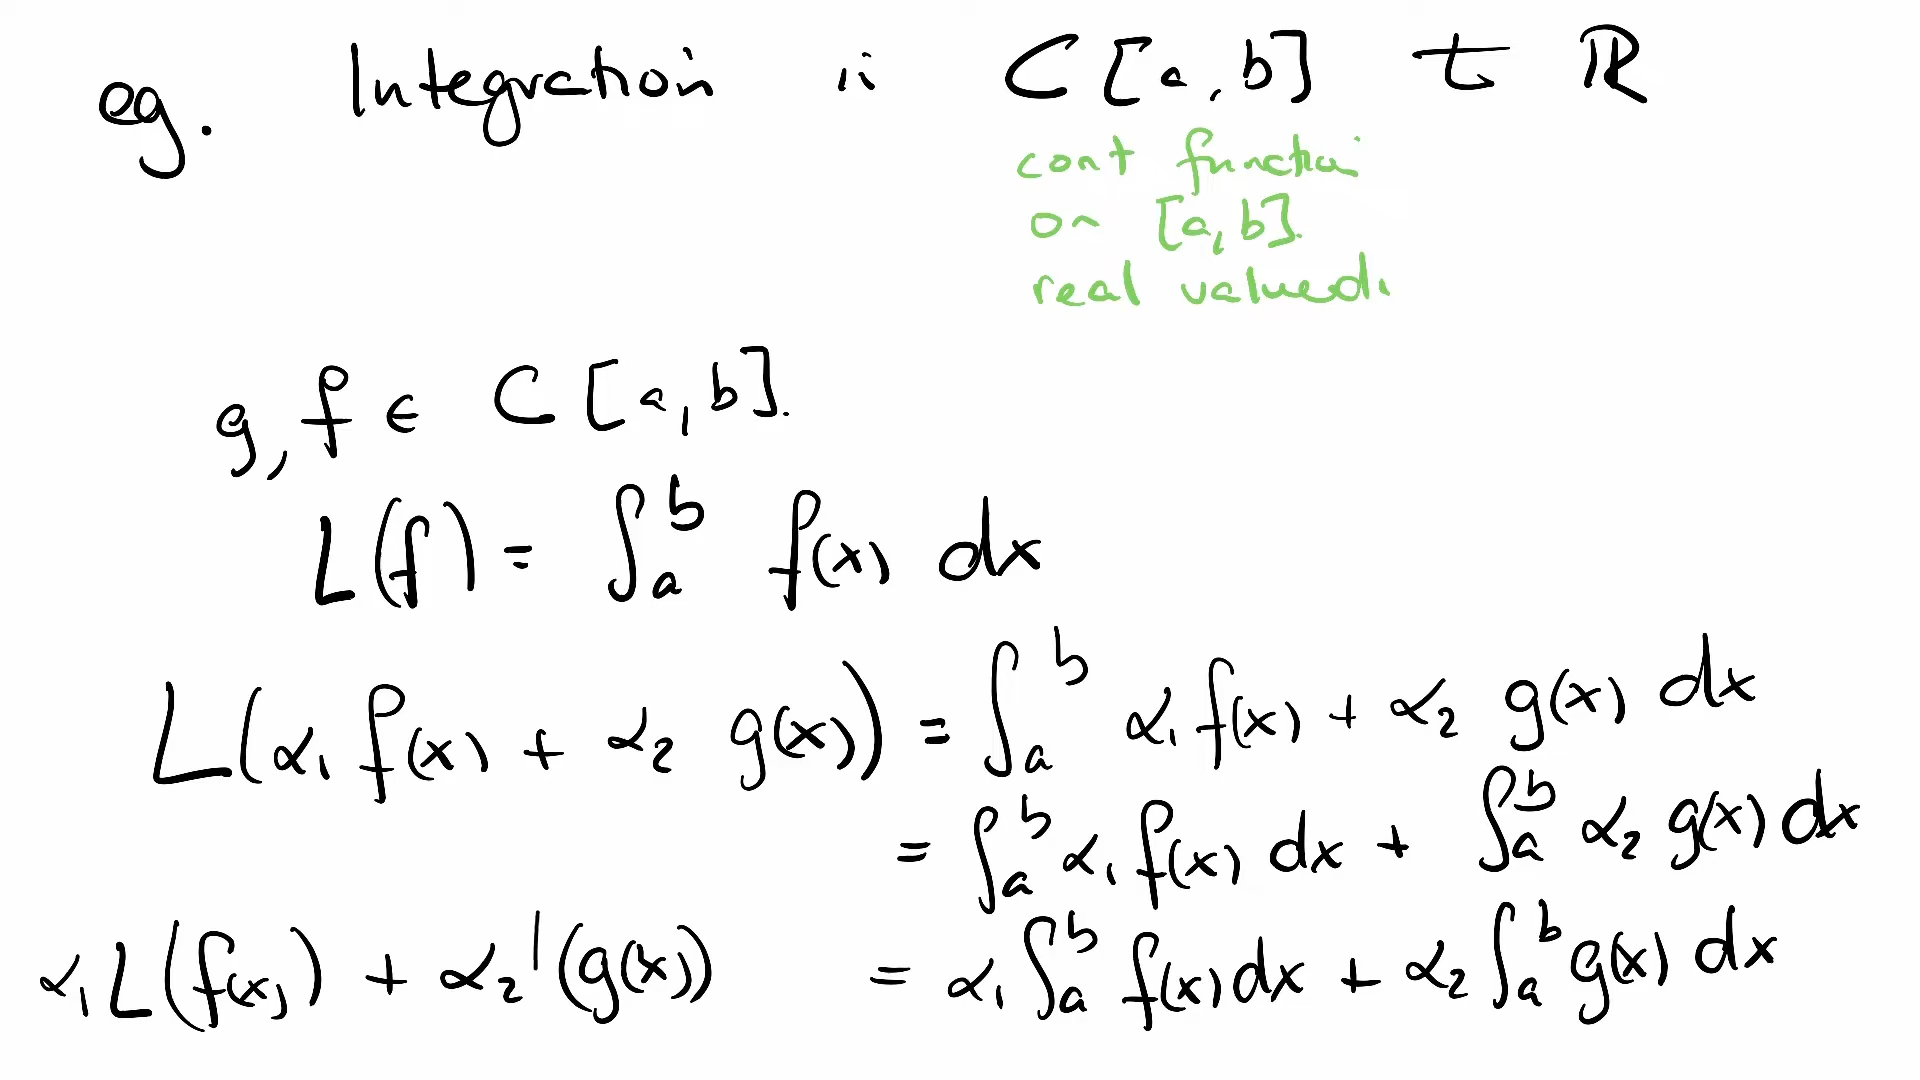 eg. Integration is C[a, b] to ℝ
cont function
on [a, b].
real valued.
g, f ∈ C[a, b].
L(f) = ∫_a^b f(x) dx
L(α₁ f(x) + α₂ g(x)) = ∫_a^b α₁ f(x) + α₂ g(x) dx
= ∫_a^b α₁ f(x) dx + ∫_a^b α₂ g(x) dx
α₁ L(f(x)) + α₂ L(g(x)) = α₁ ∫_a^b f(x) dx + α₂ ∫_a^b g(x) dx